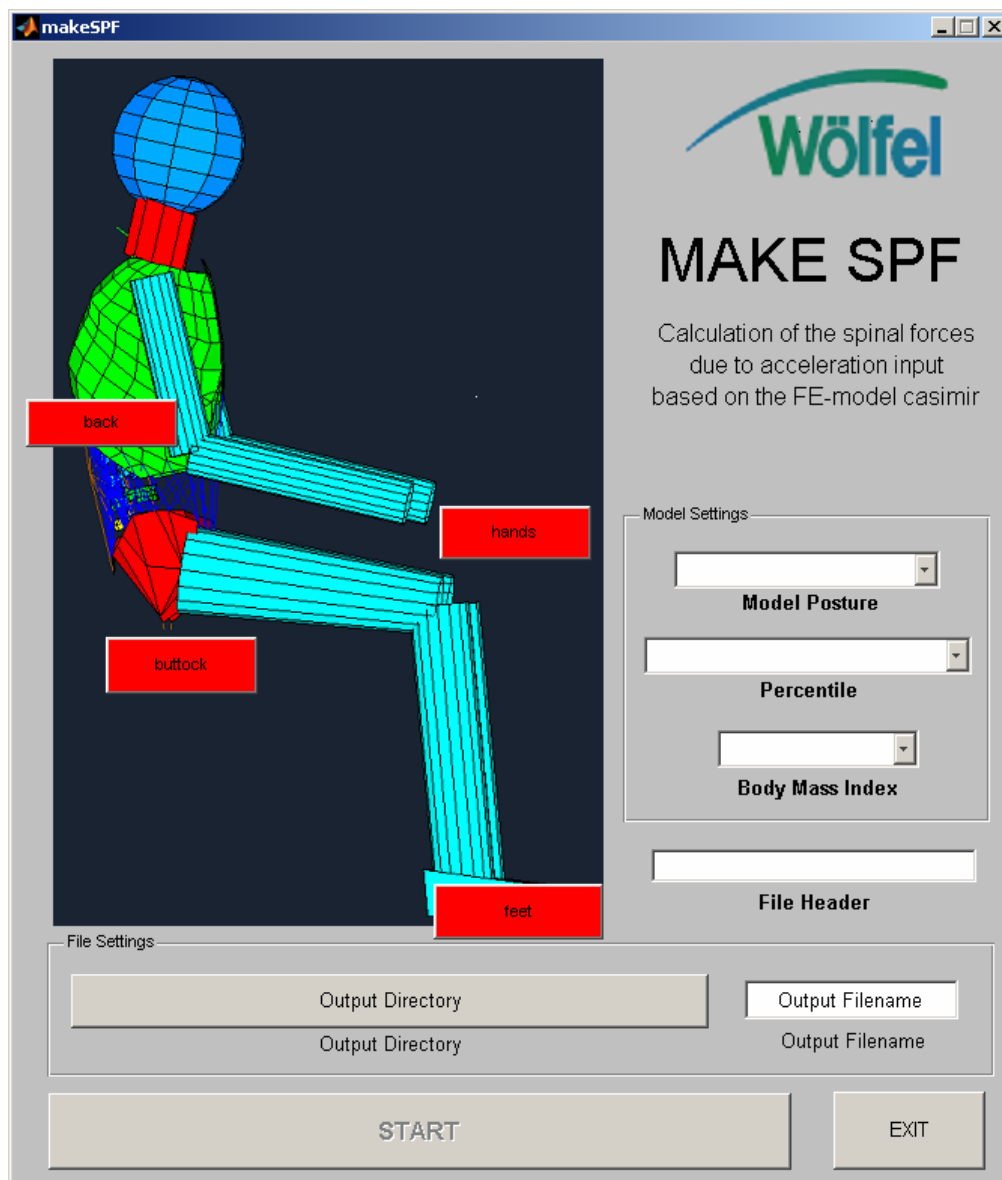 makeSPF
Wölfel
MAKE SPF
Calculation of the spinal forces
due to acceleration input
based on the FE-model casimir
back
hands
buttock
feet
Model Settings
Model Posture
Percentile
Body Mass Index
File Header
File Settings
Output Directory
Output Filename
Output Directory
Output Filename
START
EXIT